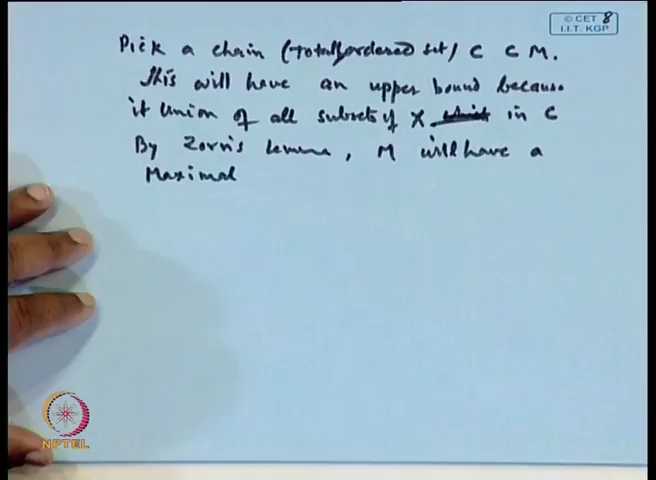 © CET
I.I.T. KGP
8
Pick a chain (totally ordered set) C ⊂ M.
This will have an upper bound because
it union of all subsets of X in C
By Zorn's lemma, M will have a
Maximal
NPTEL